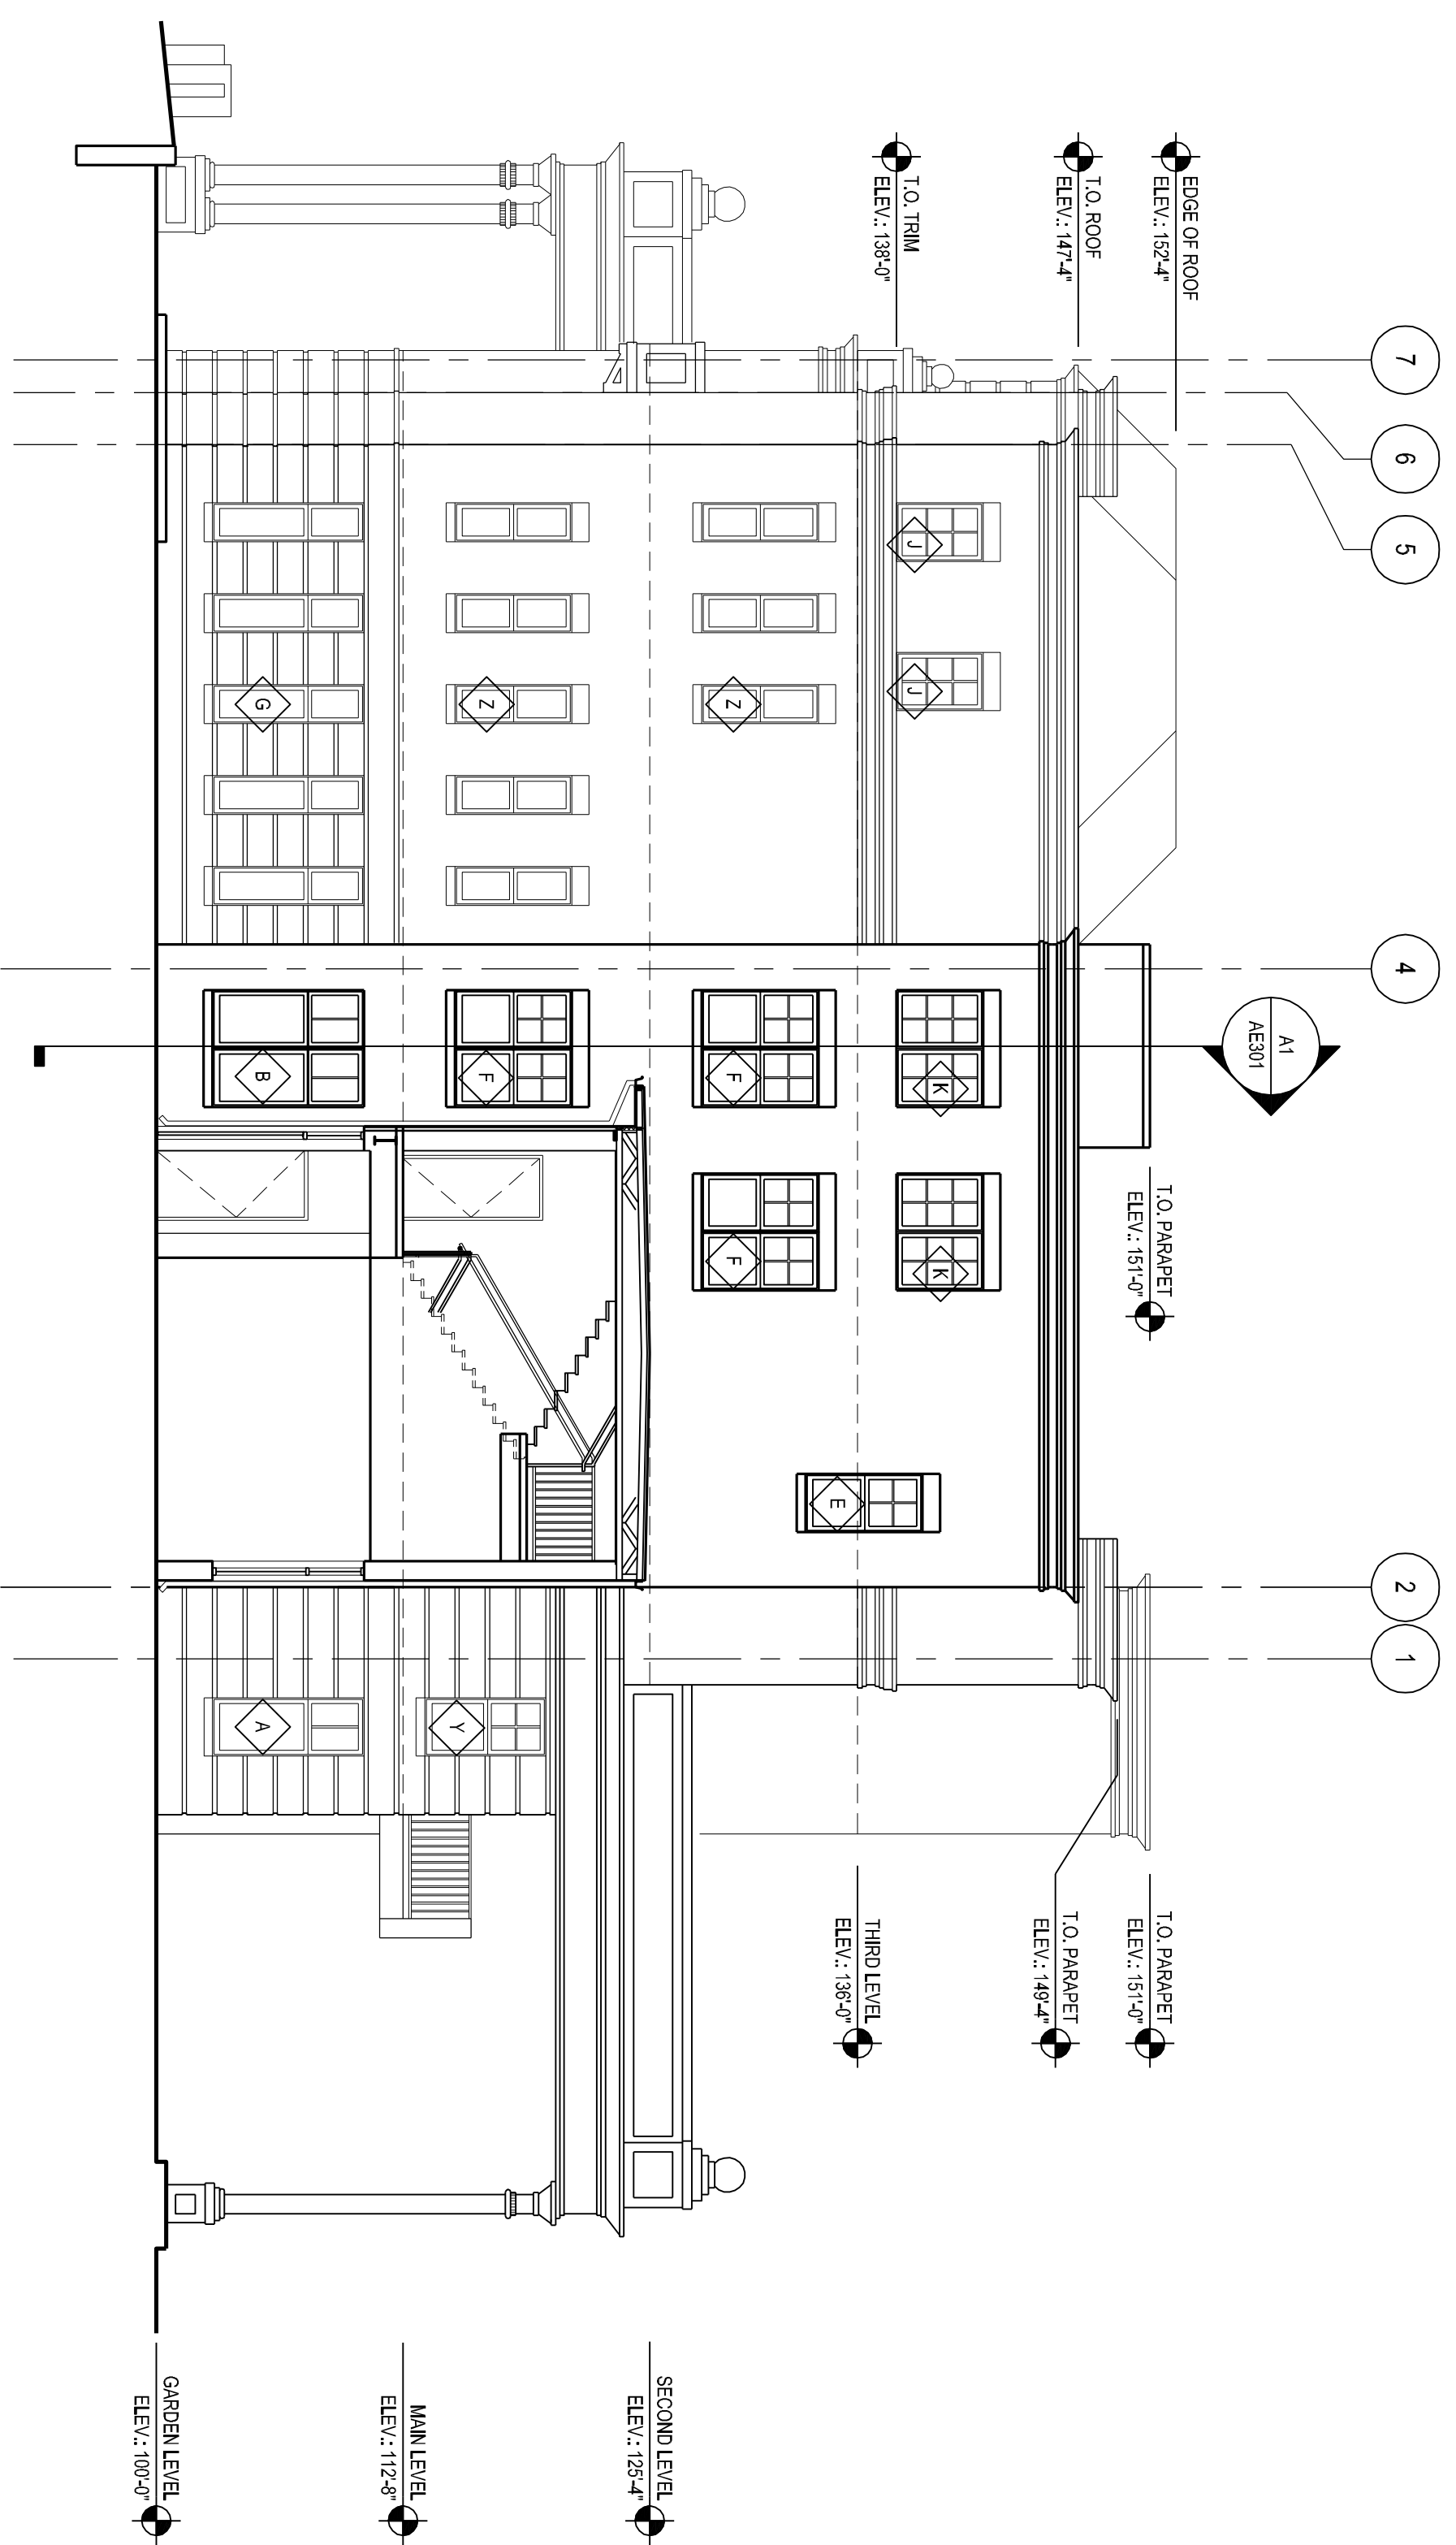 7
6
5
4
2
1
A1
AE301
EDGE OF ROOF
ELEV.: 152'-4"
T.O. ROOF
ELEV.: 147'-4"
T.O. TRIM
ELEV.: 138'-0"
T.O. PARAPET
ELEV.: 151'-0"
T.O. PARAPET
ELEV.: 151'-0"
T.O. PARAPET
ELEV.: 149'-4"
THIRD LEVEL
ELEV.: 136'-0"
SECOND LEVEL
ELEV.: 125'-4"
MAIN LEVEL
ELEV.: 112'-8"
GARDEN LEVEL
ELEV.: 100'-0"
J
J
K
K
Z
F
F
E
Z
F
Y
G
B
A